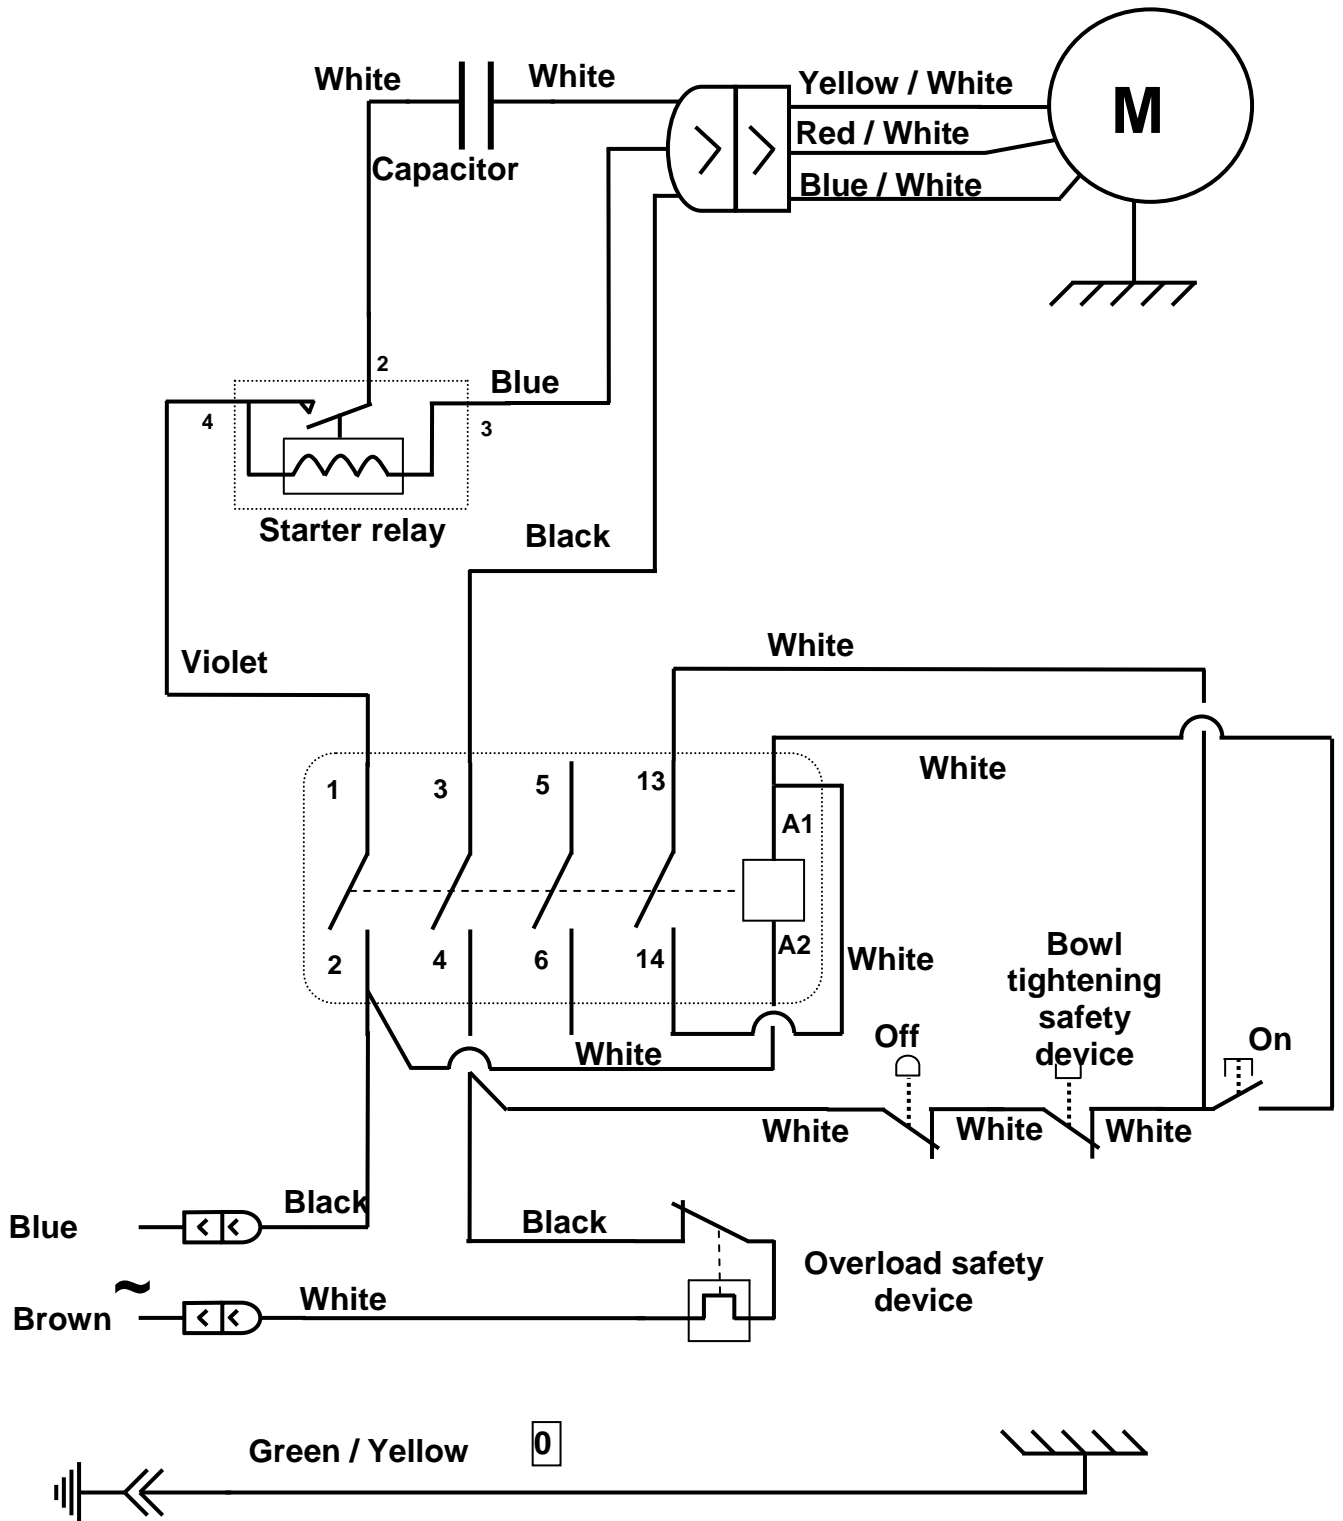 White
White
Capacitor
Yellow / White
Red / White
Blue / White
M
2
4
Blue
3
Starter relay
Black
Violet
White
White
1
3
5
13
A1
2
4
6
14
A2
White
Bowl
tightening
safety
device
Off
On
White
White
White
White
Blue
Black
Black
Overload safety
device
~
Brown
White
Green / Yellow
0